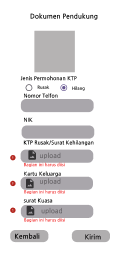 Dokumen Pendukung
Jenis Permohonan KTP
Rusak
Hilang
Nomor Telfon
NIK
KTP Rusak/Surat Kehilangan
upload
Bagian ini harus diisi
Kartu Keluarga
upload
Bagian ini harus diisi
surat Kuasa
upload
Bagian ini harus diisi
Kembali
Kirim